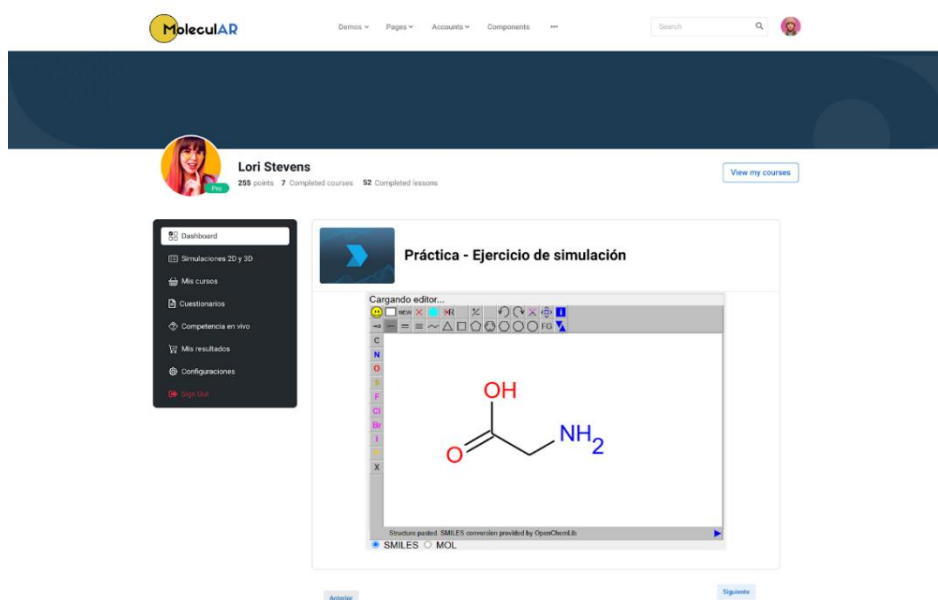 MoleculAR Demos Pages Accounts Components ··· Search
Lori Stevens
255 points 7 Completed courses 52 Completed lessons
View my courses
Pro
Dashboard
Simulaciones 2D y 3D
Mis cursos
Cuestionarios
Competencia en vivo
Mis resultados
Configuraciones
Sign Out
Práctica - Ejercicio de simulación
Cargando editor...
NEW
FG
C
N
O
S
F
Cl
Br
I
P
X
OH
O
NH2
Structure pasted. SMILES conversion provided by OpenChemLib
SMILES MOL
Anterior
Siguiente